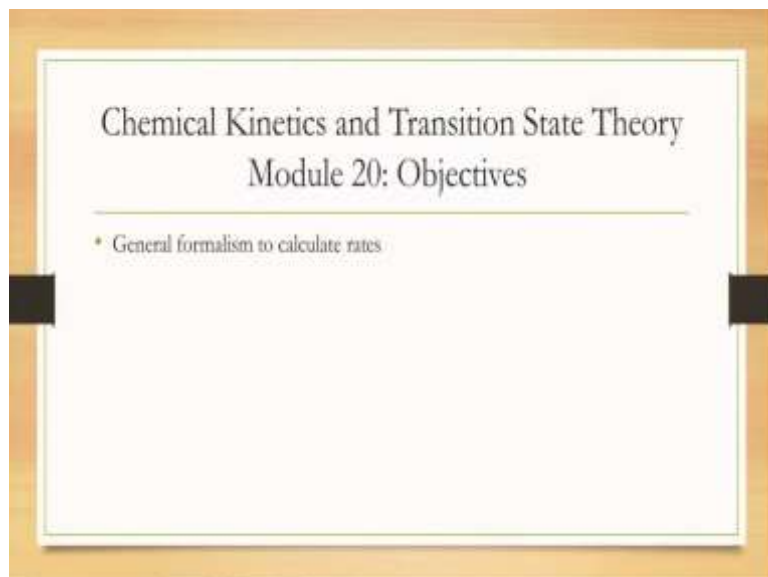 Chemical Kinetics and Transition State Theory
Module 20: Objectives
• General formalism to calculate rates